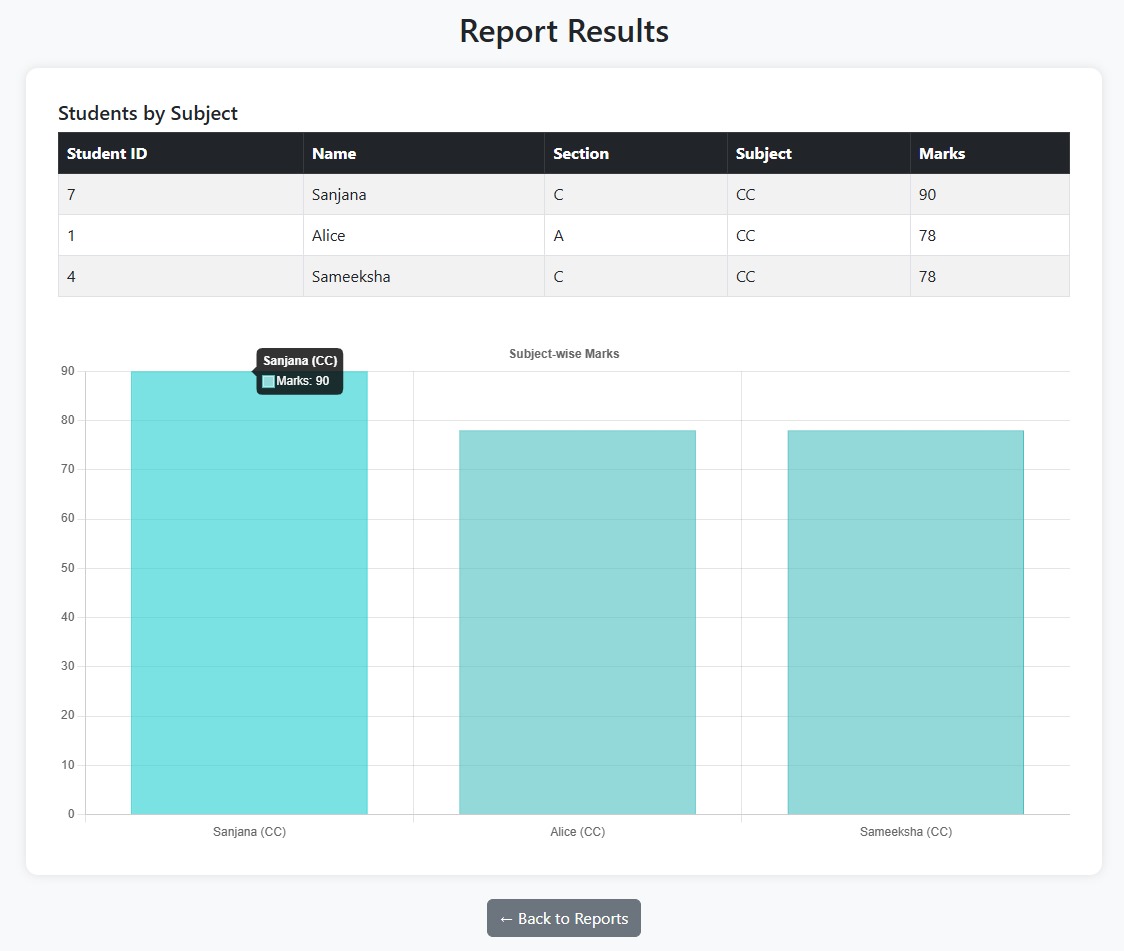 Report Results
Students by Subject
Student ID Name Section Subject Marks
7 Sanjana C CC 90
1 Alice A CC 78
4 Sameeksha C CC 78
Subject-wise Marks
Sanjana (CC)
Marks: 90
90
80
70
60
50
40
30
20
10
0
Sanjana (CC) Alice (CC) Sameeksha (CC)
← Back to Reports